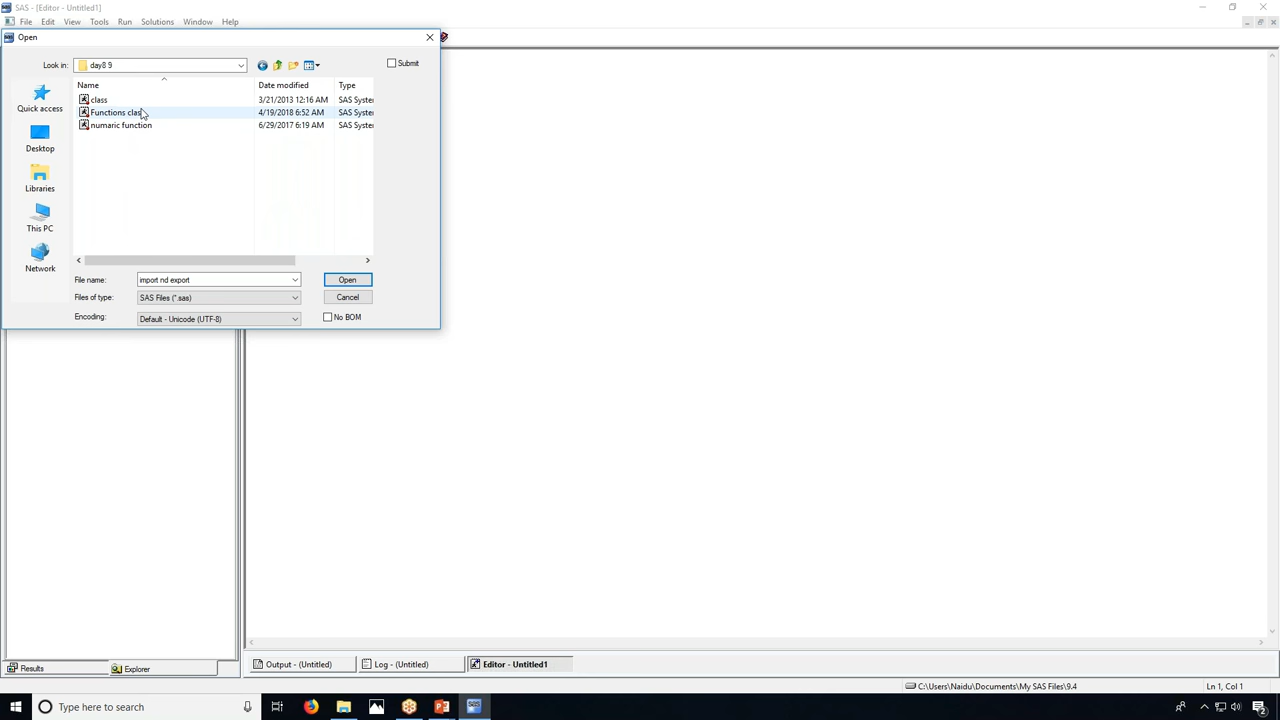 SAS - [Editor - Untitled1]
File Edit View Tools Run Solutions Window Help
Open
Look in: day8 9
Submit
Name Date modified Type
class 3/21/2013 12:16 AM SAS Syste
Functions clas 4/19/2018 6:52 AM SAS Syste
numaric function 6/29/2017 6:19 AM SAS Syste
Quick access
Desktop
Libraries
This PC
Network
File name: import nd export Open
Files of type: SAS Files (*.sas) Cancel
Encoding: Default - Unicode (UTF-8) No BOM
Results Explorer
Output - (Untitled) Log - (Untitled) Editor - Untitled1
C:\Users\Naidu\Documents\My SAS Files\9.4 Ln 1, Col 1
Type here to search